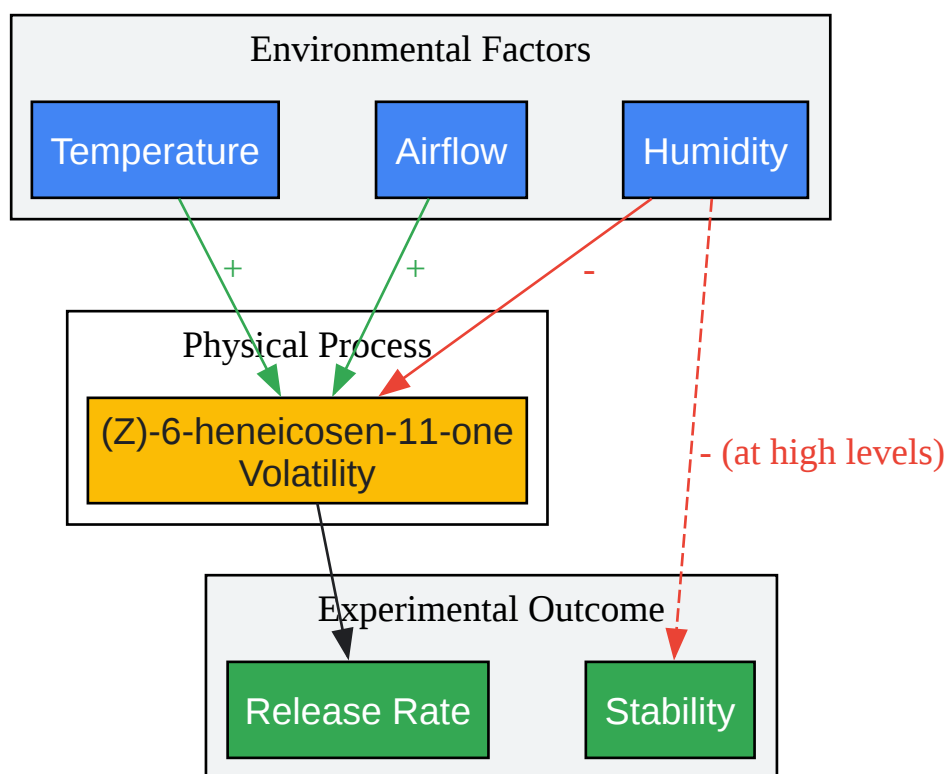 Environmental Factors
Temperature
Airflow
Humidity
+
+
-
Physical Process
(Z)-6-heneicosen-11-one
Volatility
- (at high levels)
Experimental Outcome
Release Rate
Stability